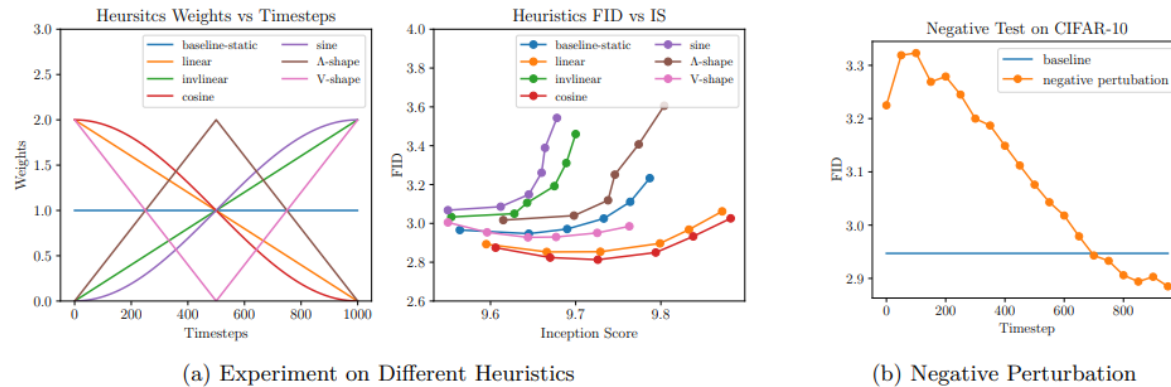 Heursitcs Weights vs Timesteps
3.0
2.5
2.0
1.5
1.0
0.5
0.0
Weights
baseline-static
linear
invlinear
cosine
sine
Λ-shape
V-shape
0 200 400 600 800 1000
Timesteps
Heuristics FID vs IS
4.0
3.8
3.6
3.4
3.2
3.0
2.8
2.6
FID
baseline-static
linear
invlinear
cosine
sine
Λ-shape
V-shape
9.6 9.7 9.8
Inception Score
(a) Experiment on Different Heuristics
Negative Test on CIFAR-10
3.3
3.2
3.1
3.0
2.9
FID
baseline
negative pertubation
0 200 400 600 800
Timestep
(b) Negative Perturbation